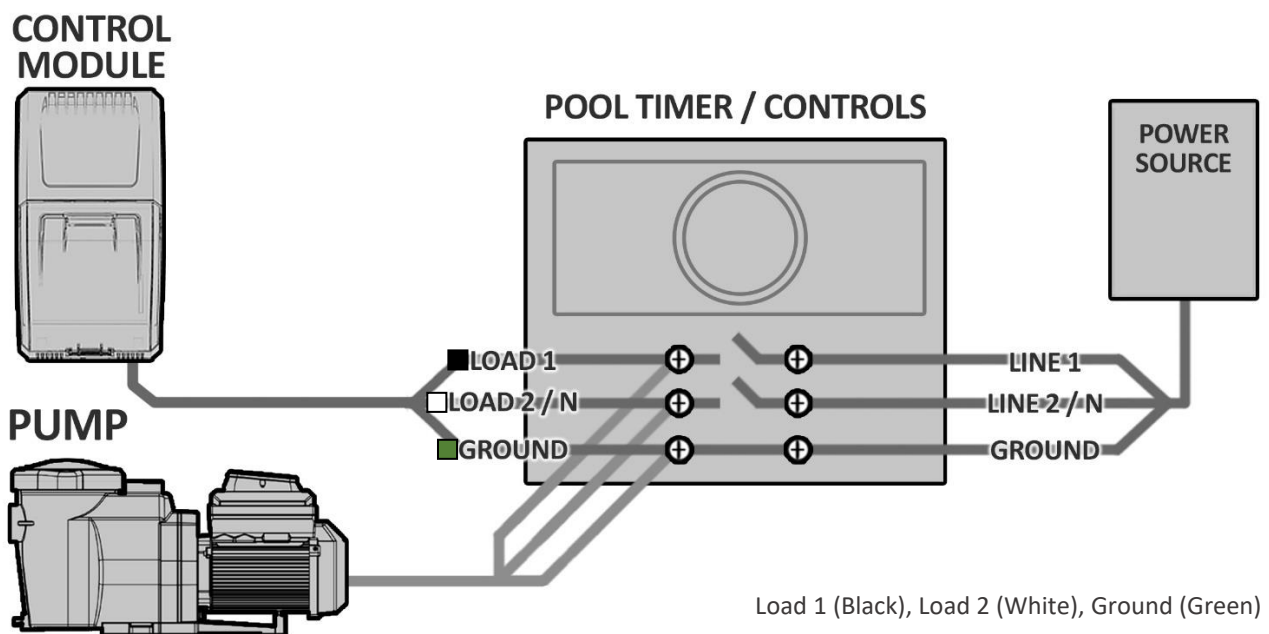 CONTROL
MODULE
POOL TIMER / CONTROLS
POWER
SOURCE
LOAD 1
LINE 1
LOAD 2 / N
LINE 2 / N
GROUND
GROUND
PUMP
Load 1 (Black), Load 2 (White), Ground (Green)